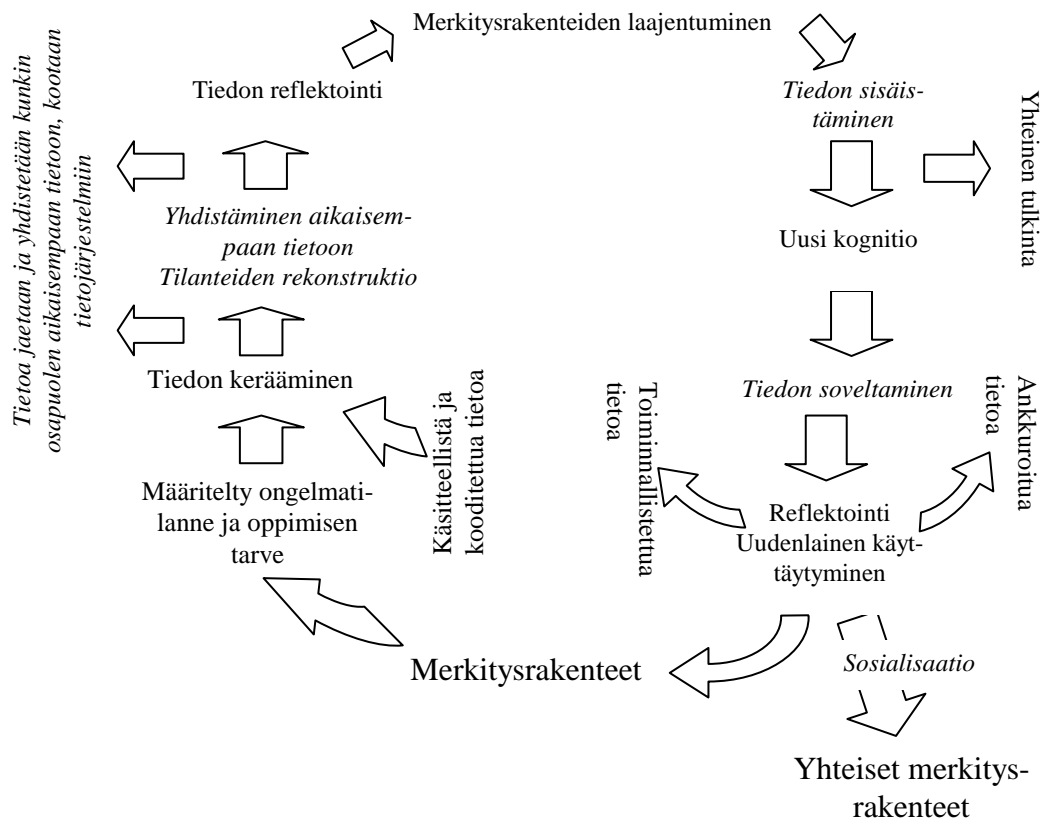 Merkitysrakenteiden laajentuminen
Tiedon reflektointi
Tiedon sisäis-
täminen
Yhteinen tulkinta
Tietoa jaetaan ja yhdistetään kunkin
osapuolen aikaisempaan tietoon, kootaan
tietojärjestelmiin
Yhdistäminen aikaisem-
paan tietoon
Tilanteiden rekonstruktio
Uusi kognitio
Tiedon kerääminen
Käsitteellistä ja
kooditettua tietoa
Toiminnallistettua
tietoa
Tiedon soveltaminen
Ankkuroitua
tietoa
Määritelty ongelmati-
lanne ja oppimisen
tarve
Reflektointi
Uudenlainen käyt-
täytyminen
Merkitysrakenteet
Sosialisaatio
Yhteiset merkitys-
rakenteet